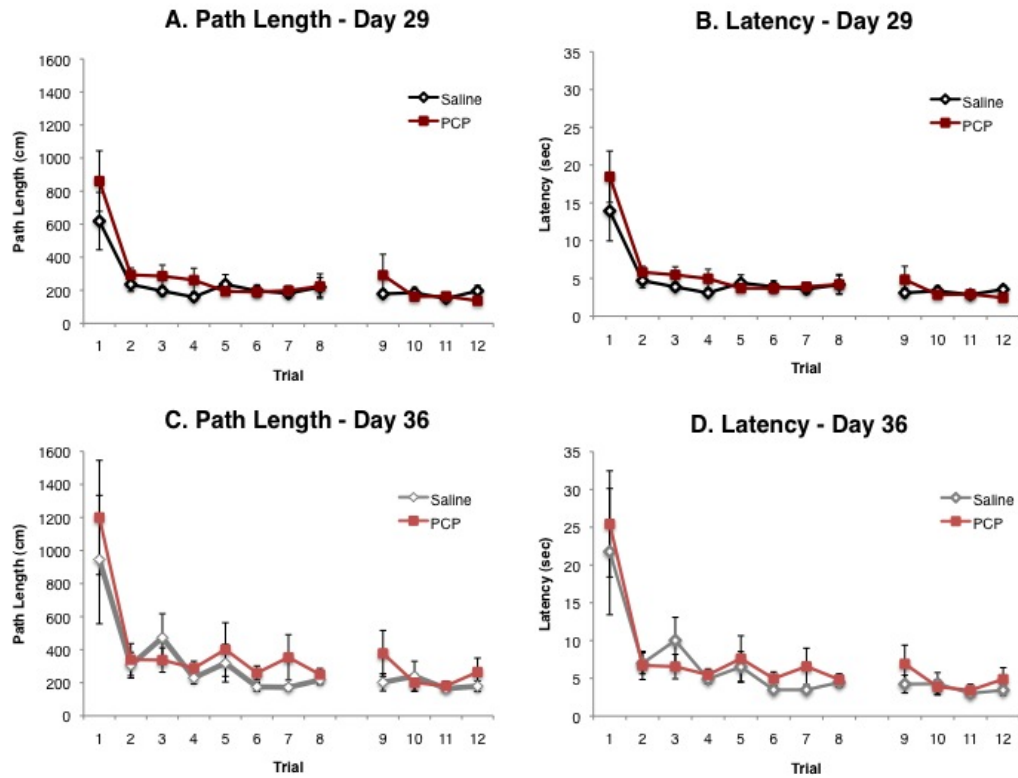 A. Path Length - Day 29
1600
1400
1200
1000
800
600
400
200
0
Path Length (cm)
Saline
PCP
1 2 3 4 5 6 7 8 9 10 11 12
Trial
B. Latency - Day 29
35
30
25
20
15
10
5
0
Latency (sec)
Saline
PCP
1 2 3 4 5 6 7 8 9 10 11 12
Trial
C. Path Length - Day 36
1600
1400
1200
1000
800
600
400
200
0
Path Length (cm)
Saline
PCP
1 2 3 4 5 6 7 8 9 10 11 12
Trial
D. Latency - Day 36
35
30
25
20
15
10
5
0
Latency (sec)
Saline
PCP
1 2 3 4 5 6 7 8 9 10 11 12
Trial